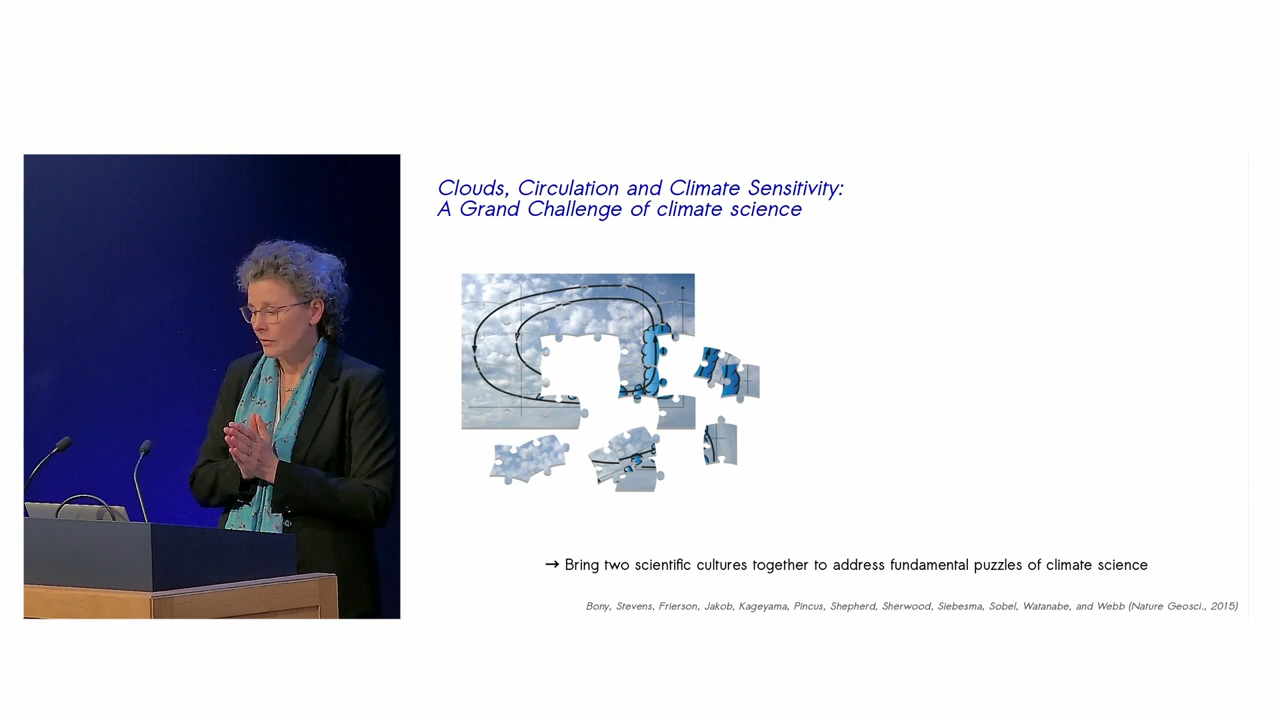 Clouds, Circulation and Climate Sensitivity:
A Grand Challenge of climate science
→ Bring two scientific cultures together to address fundamental puzzles of climate science
Bony, Stevens, Frierson, Jakob, Kageyama, Pincus, Shepherd, Sherwood, Siebesma, Sobel, Watanabe, and Webb (Nature Geosci., 2015)